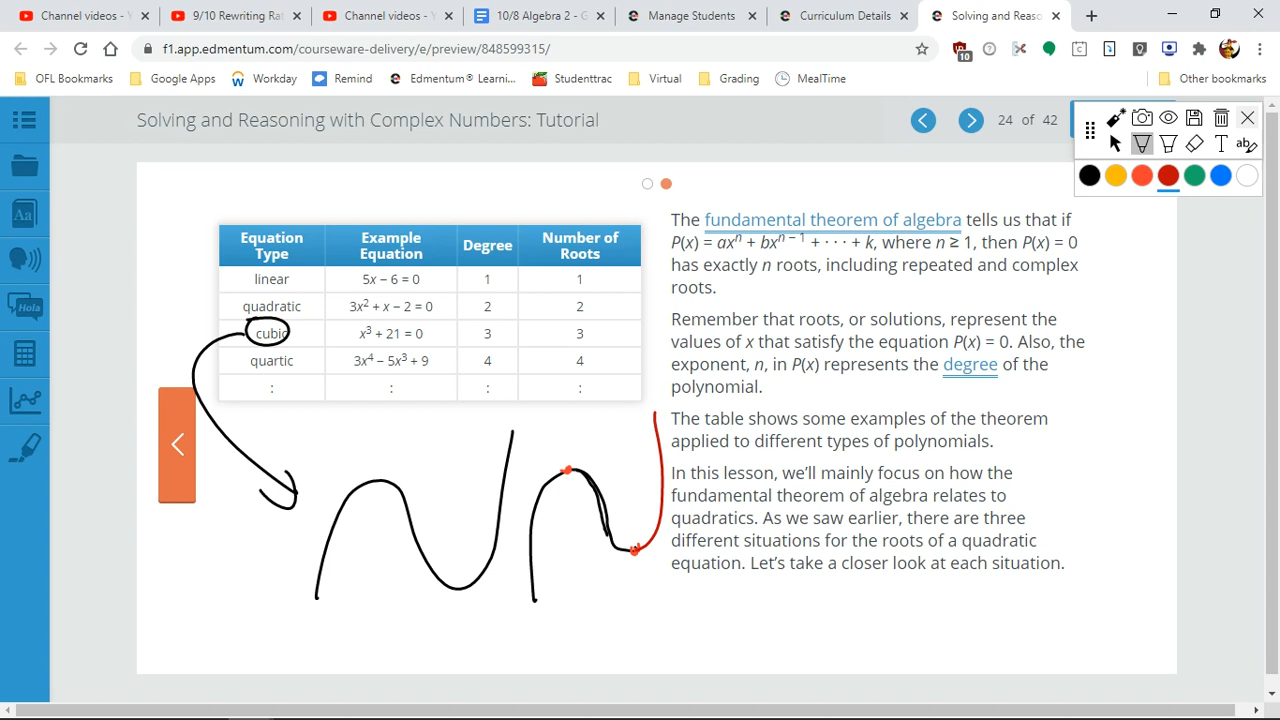 Channel videos - Y
9/10 Rewriting Rat
Channel videos - Y
10/8 Algebra 2 - G
Manage Students
Curriculum Details
Solving and Reaso
f1.app.edmentum.com/courseware-delivery/e/preview/848599315/
10
OFL Bookmarks
Google Apps
Workday
Remind
Edmentum® Learni...
Studenttrac
Virtual
Grading
MealTime
Other bookmarks
Solving and Reasoning with Complex Numbers: Tutorial
24 of 42
Aa
Hola
T
ab
Equation Type Example Equation Degree Number of Roots
linear 5x − 6 = 0 1 1
quadratic 3x² + x − 2 = 0 2 2
cubic x³ + 21 = 0 3 3
quartic 3x⁴ − 5x³ + 9 4 4
: : : :
The fundamental theorem of algebra tells us that if
P(x) = axⁿ + bxⁿ⁻¹ + · · · + k, where n ≥ 1, then P(x) = 0
has exactly n roots, including repeated and complex
roots.
Remember that roots, or solutions, represent the
values of x that satisfy the equation P(x) = 0. Also, the
exponent, n, in P(x) represents the degree of the
polynomial.
The table shows some examples of the theorem
applied to different types of polynomials.
In this lesson, we’ll mainly focus on how the
fundamental theorem of algebra relates to
quadratics. As we saw earlier, there are three
different situations for the roots of a quadratic
equation. Let’s take a closer look at each situation.